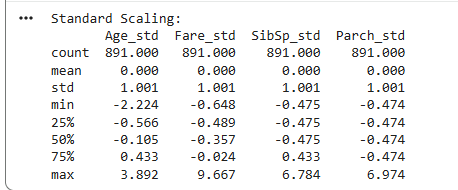 ••• Standard Scaling:
Age_std Fare_std SibSp_std Parch_std
count 891.000 891.000 891.000 891.000
mean 0.000 0.000 0.000 0.000
std 1.001 1.001 1.001 1.001
min -2.224 -0.648 -0.475 -0.474
25% -0.566 -0.489 -0.475 -0.474
50% -0.105 -0.357 -0.475 -0.474
75% 0.433 -0.024 0.433 -0.474
max 3.892 9.667 6.784 6.974